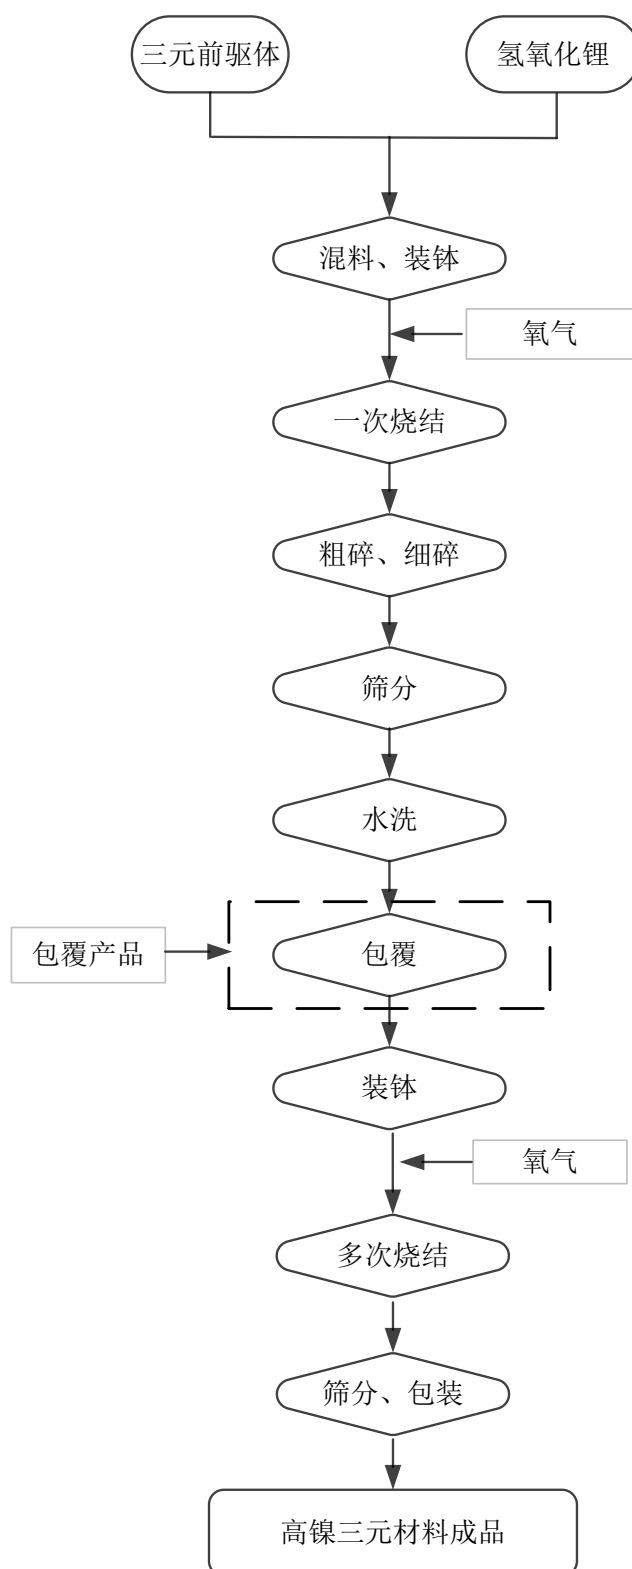 三元前驱体
氢氧化锂
混料、装钵
氧气
一次烧结
粗碎、细碎
筛分
水洗
包覆产品
包覆
装钵
氧气
多次烧结
筛分、包装
高镍三元材料成品